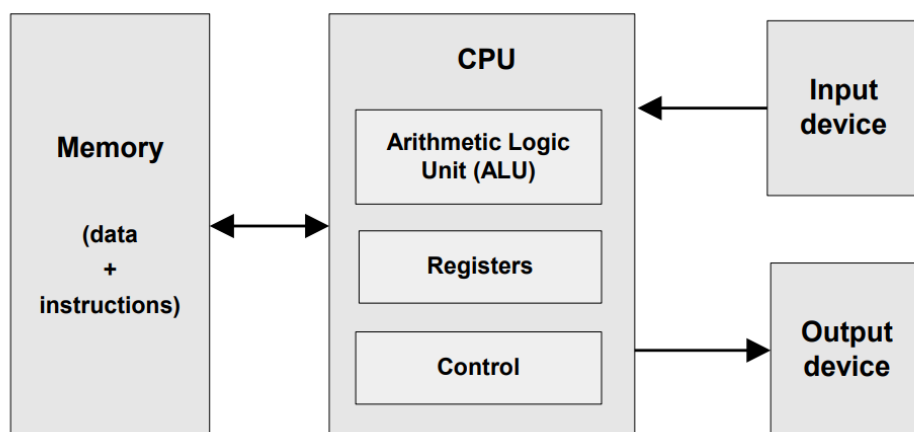 Memory
(data
+
instructions)
CPU
Arithmetic Logic
Unit (ALU)
Registers
Control
Input
device
Output
device